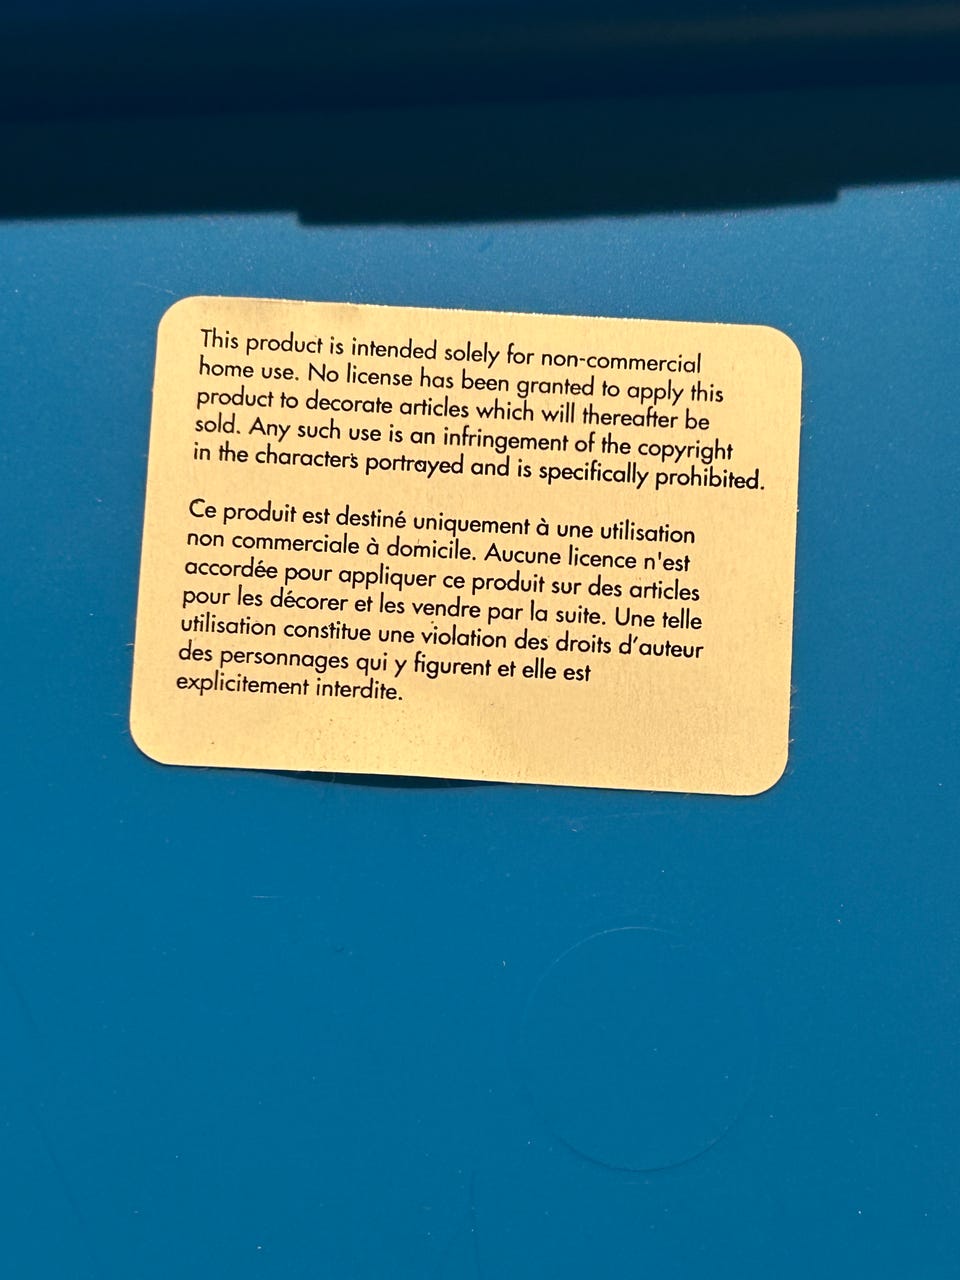 This product is intended solely for non-commercial
home use. No license has been granted to apply this
product to decorate articles which will thereafter be
sold. Any such use is an infringement of the copyright
in the characters portrayed and is specifically prohibited.
Ce produit est destiné uniquement à une utilisation
non commerciale à domicile. Aucune licence n'est
accordée pour appliquer ce produit sur des articles
pour les décorer et les vendre par la suite. Une telle
utilisation constitue une violation des droits d’auteur
des personnages qui y figurent et elle est
explicitement interdite.